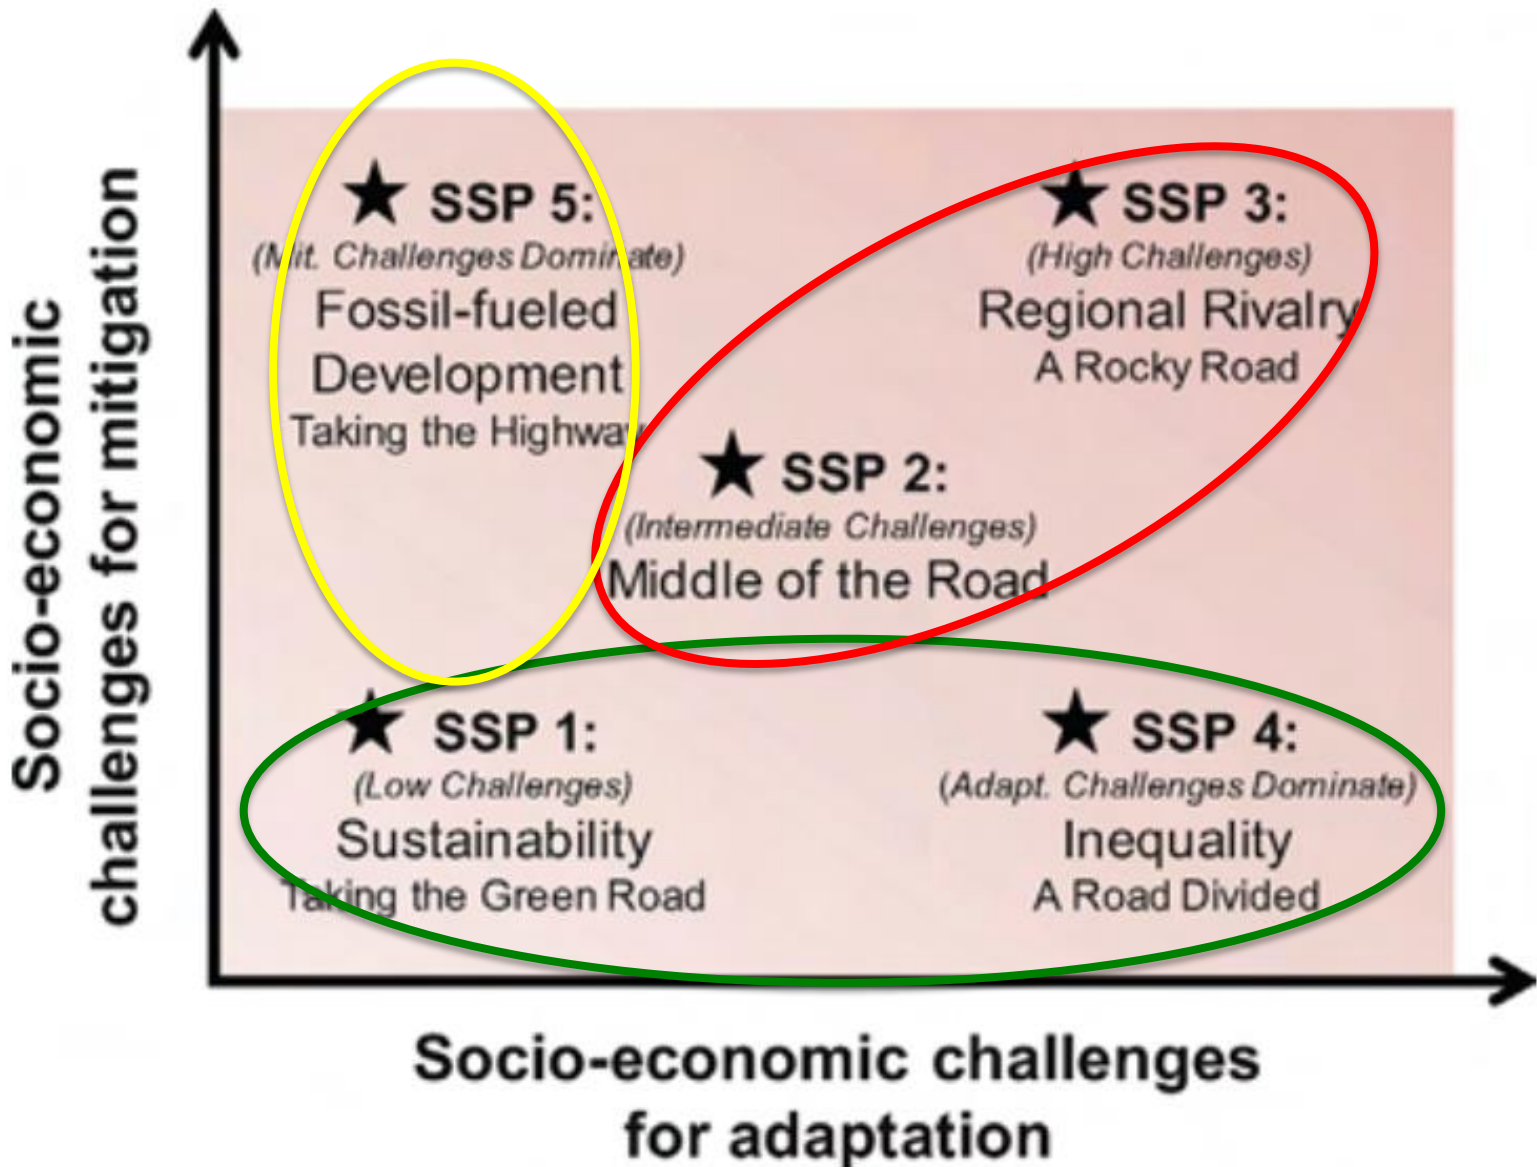 Socio-economic
challenges for mitigation
SSP 5:
(Mit. Challenges Dominate)
Fossil-fueled
Development
Taking the Highway
SSP 3:
(High Challenges)
Regional Rivalry
A Rocky Road
SSP 2:
(Intermediate Challenges)
Middle of the Road
SSP 1:
(Low Challenges)
Sustainability
Taking the Green Road
SSP 4:
(Adapt. Challenges Dominate)
Inequality
A Road Divided
Socio-economic challenges
for adaptation